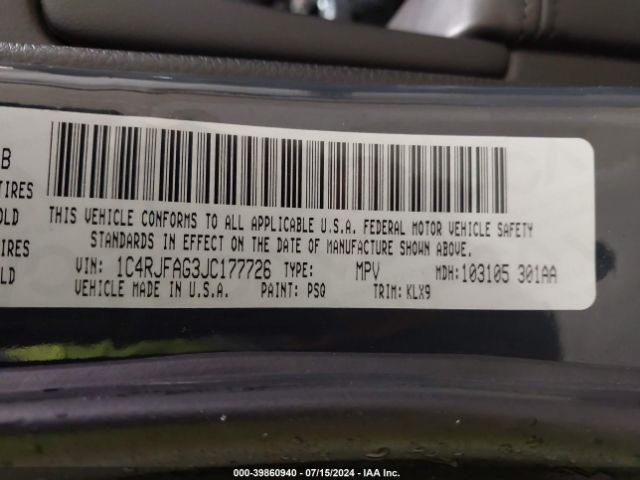 B
TIRES
OLD
TIRES
OLD
THIS VEHICLE CONFORMS TO ALL APPLICABLE U.S.A. FEDERAL MOTOR VEHICLE SAFETY
STANDARDS IN EFFECT ON THE DATE OF MANUFACTURE SHOWN ABOVE.
VIN: 1C4RJFAG3JC177726 TYPE: MPV MDH:103105 301AA
VEHICLE MADE IN U.S.A. PAINT: PSQ TRIM:KLX9
000-39860940 - 07/15/2024 - IAA Inc.